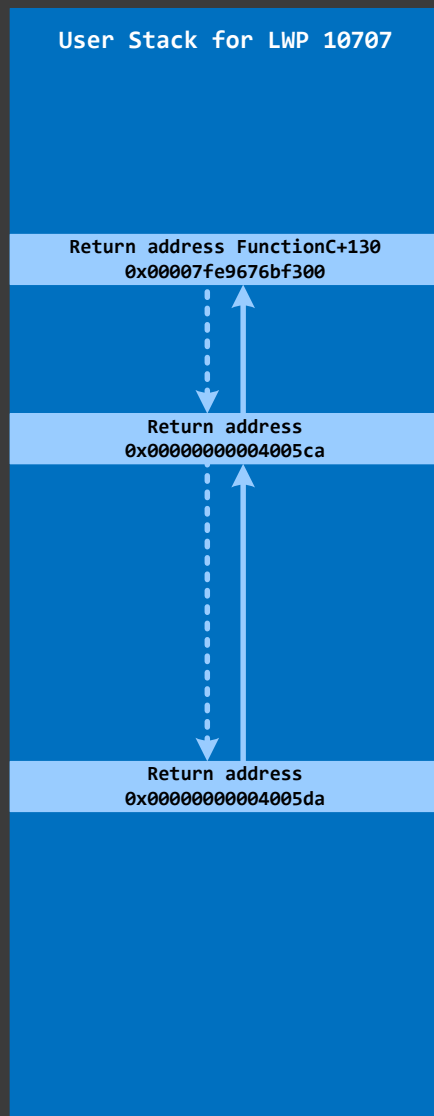 User Stack for LWP 10707
Return address FunctionC+130
0x00007fe9676bf300
Return address
0x00000000004005ca
Return address
0x00000000004005da